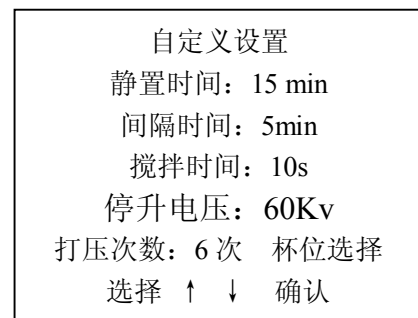 自定义设置
静置时间：15 min
间隔时间：5min
搅拌时间：10s
停升电压：60Kv
打压次数：6 次 杯位选择
选择 ↑ ↓ 确认